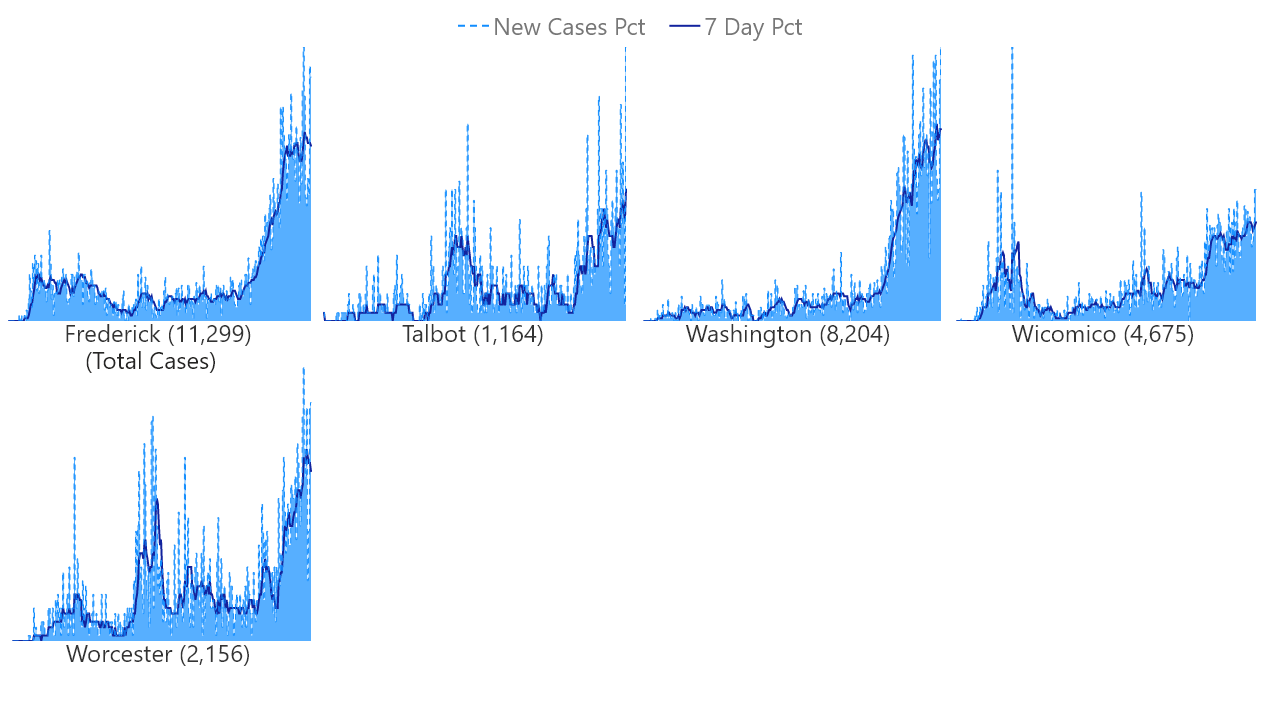 New Cases Pct 7 Day Pct
Frederick (11,299)
(Total Cases)
Talbot (1,164)
Washington (8,204)
Wicomico (4,675)
Worcester (2,156)